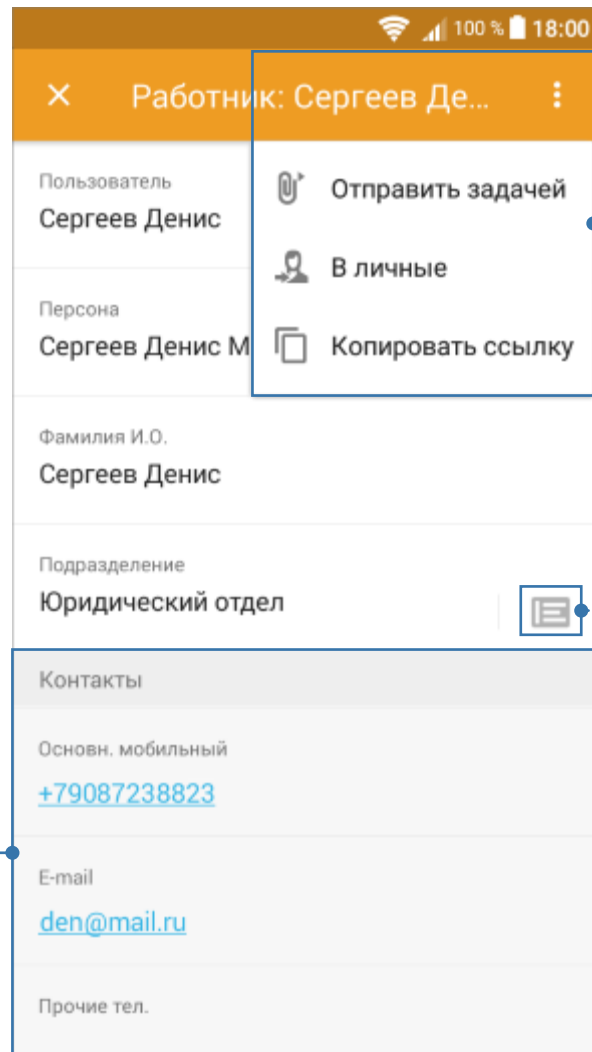 100 % 18:00
Работник: Сергеев Де...
Пользователь
Сергеев Денис
Отправить задачей
В личные
Персона
Сергеев Денис М
Копировать ссылку
Фамилия И.О.
Сергеев Денис
Подразделение
Юридический отдел
Контакты
Основн. мобильный
+79087238823
E-mail
den@mail.ru
Прочие тел.